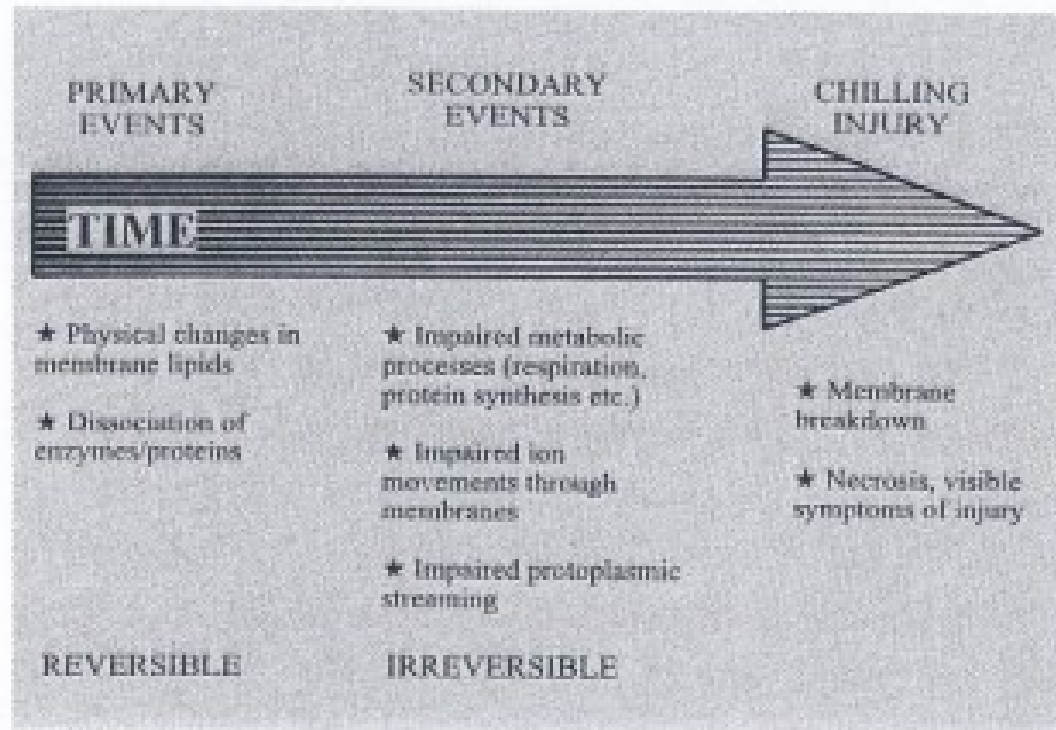 PRIMARY
EVENTS
SECONDARY
EVENTS
CHILLING
INJURY
TIME
★ Physical changes in
membrane lipids
★ Dissociation of
enzymes/proteins
★ Impaired metabolic
processes (respiration,
protein synthesis etc.)
★ Impaired ion
movements through
membranes
★ Impaired protoplasmic
streaming
★ Membrane
breakdown
★ Necrosis, visible
symptoms of injury
REVERSIBLE
IRREVERSIBLE